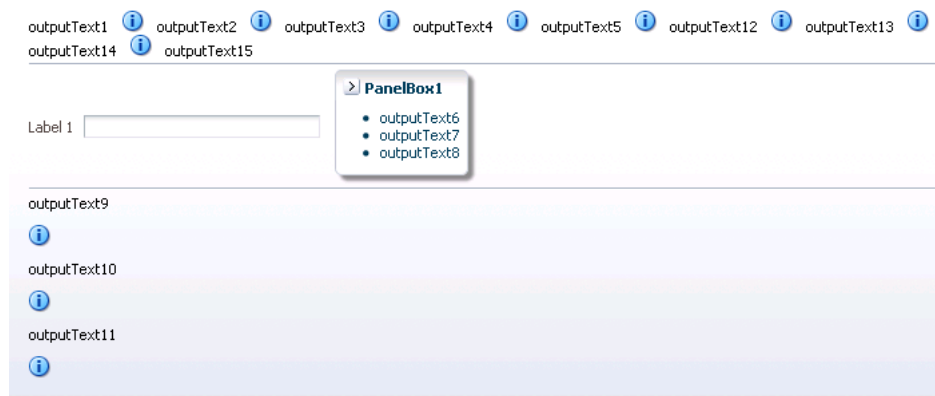 outputText1 outputText2 outputText3 outputText4 outputText5 outputText12 outputText13
outputText14 outputText15
PanelBox1
Label 1
outputText6
outputText7
outputText8
outputText9
outputText10
outputText11